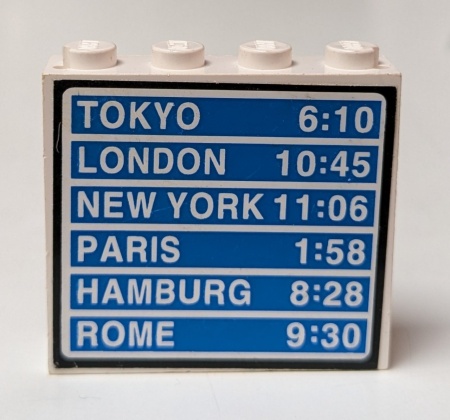 TOKYO 6:10
LONDON 10:45
NEW YORK 11:06
PARIS 1:58
HAMBURG 8:28
ROME 9:30